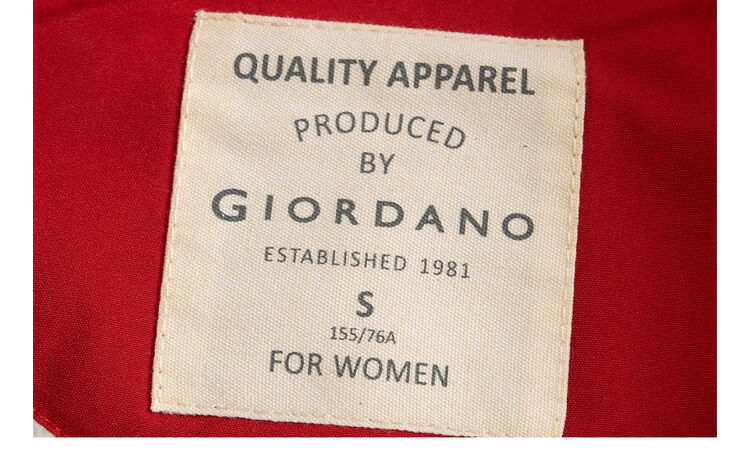 QUALITY APPAREL
PRODUCED
BY
GIORDANO
ESTABLISHED 1981
S
155/76A
FOR WOMEN